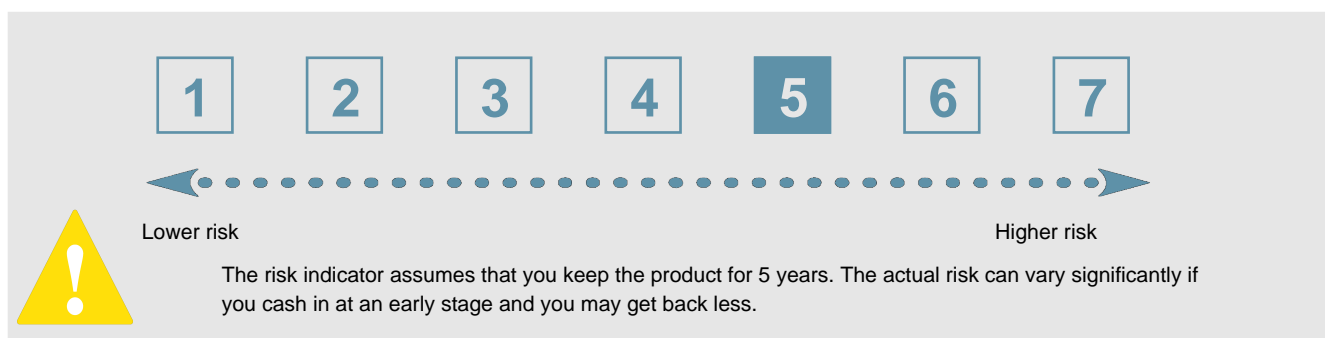 1 2 3 4 5 6 7
Lower risk Higher risk
The risk indicator assumes that you keep the product for 5 years. The actual risk can vary significantly if
you cash in at an early stage and you may get back less.